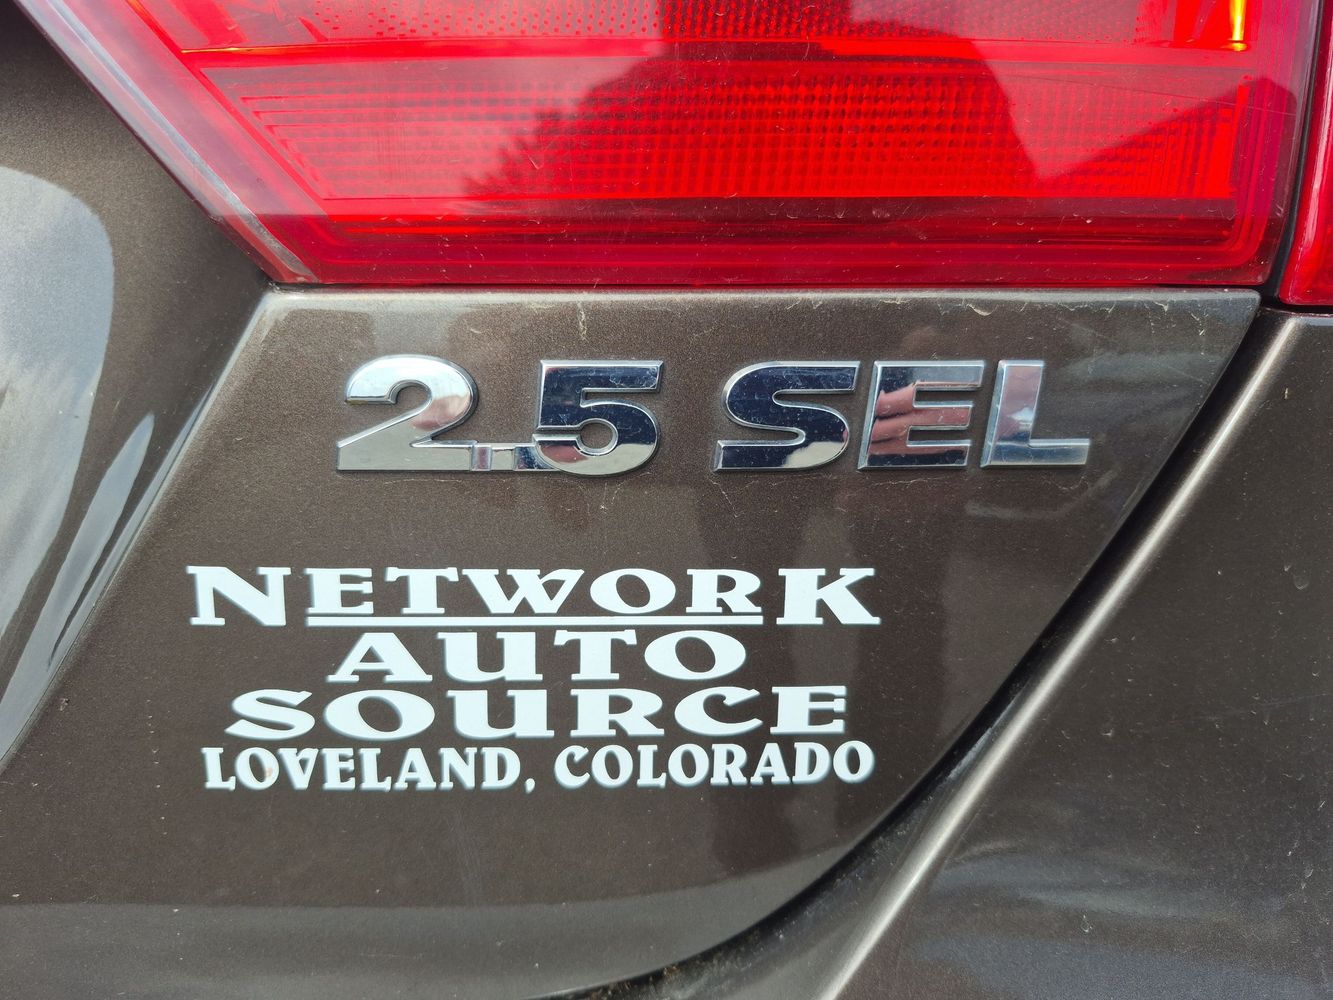 2.5 SEL
NETWORK
AUTO
SOURCE
LOVELAND, COLORADO